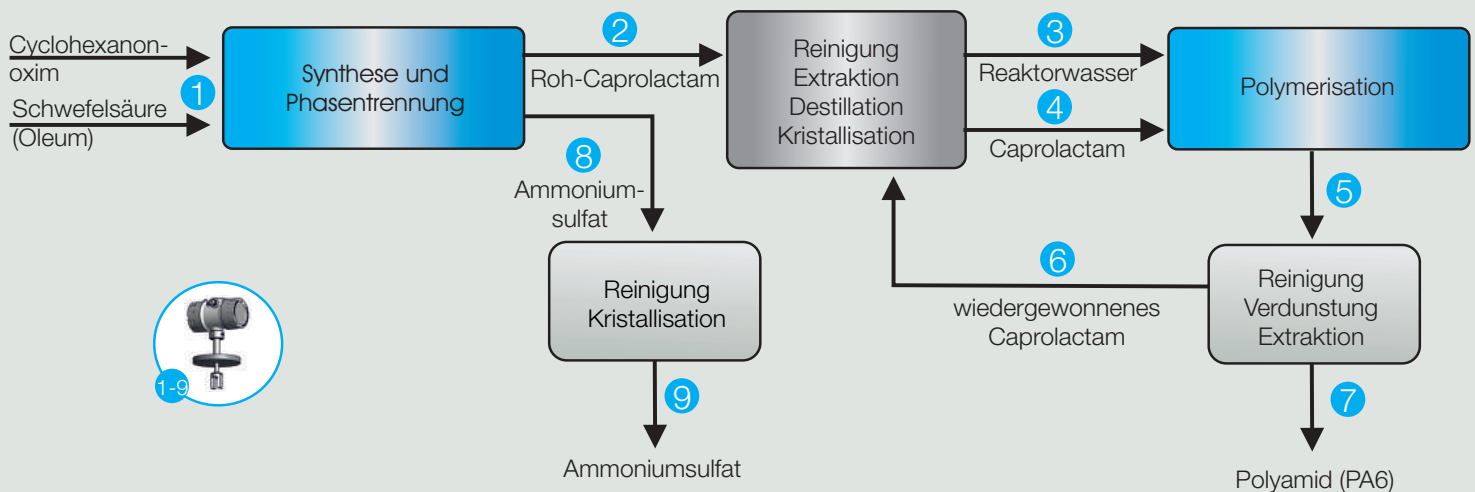 Cyclohexanon-
oxim
Schwefelsäure
(Oleum)
1
Synthese und
Phasentrennung
2
Roh-Caprolactam
Reinigung
Extraktion
Destillation
Kristallisation
3
Reaktorwasser
4
Caprolactam
Polymerisation
5
8
Ammonium-
sulfat
6
wiedergewonnenes
Caprolactam
Reinigung
Verdunstung
Extraktion
Reinigung
Kristallisation
1-9
9
7
Ammoniumsulfat
Polyamid (PA6)